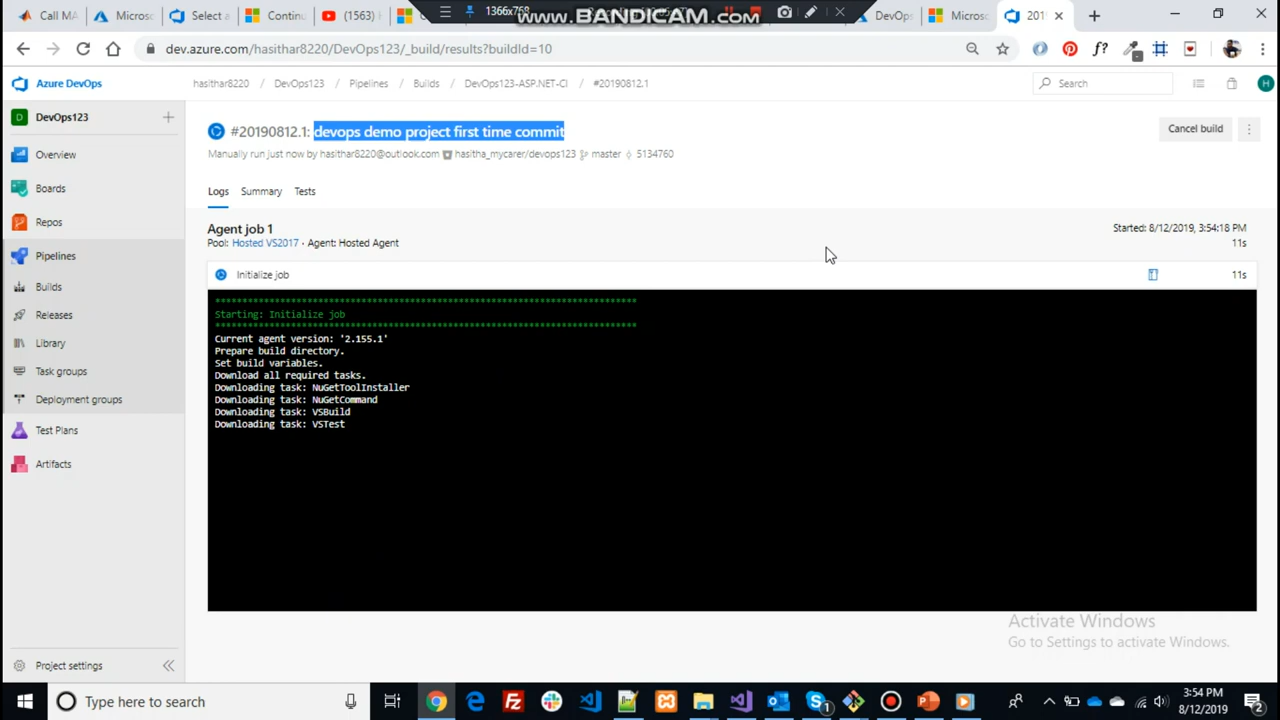 Call MA
Microso
Select a
Contin
(1563)
1366x768
www.BANDICAM.com
DevOps
Micros
201
dev.azure.com/hasithar8220/DevOps123/_build/results?buildId=10
f?
Azure DevOps
hasithar8220 / DevOps123 / Pipelines / Builds / DevOps123-ASP.NET-CI / #20190812.1
Search
H
D DevOps123
#20190812.1: devops demo project first time commit
Cancel build
Manually run just now by hasithar8220@outlook.com hasitha_mycarer/devops123 master 5134760
Overview
Boards
Repos
Pipelines
Builds
Releases
Library
Task groups
Deployment groups
Test Plans
Artifacts
Logs Summary Tests
Agent job 1
Started: 8/12/2019, 3:54:18 PM
Pool: Hosted VS2017 · Agent: Hosted Agent
11s
Initialize job
11s
******************************************************************************
Starting: Initialize job
******************************************************************************
Current agent version: '2.155.1'
Prepare build directory.
Set build variables.
Download all required tasks.
Downloading task: NuGetToolInstaller
Downloading task: NuGetCommand
Downloading task: VSBuild
Downloading task: VSTest
Activate Windows
Go to Settings to activate Windows.
Project settings
Type here to search
1
3:54 PM
8/12/2019
2